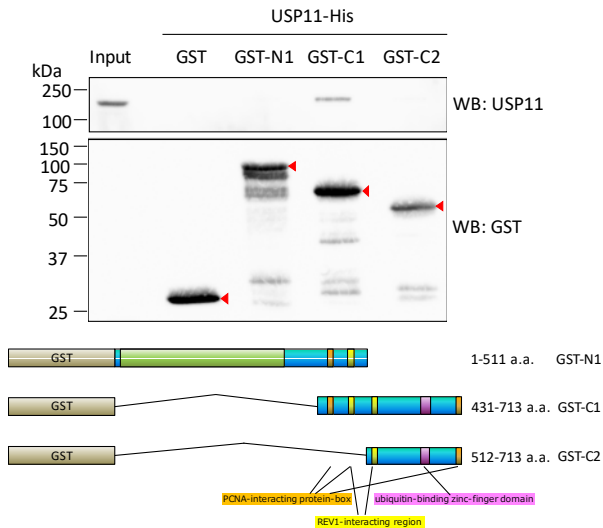 USP11-His
Input GST GST-N1 GST-C1 GST-C2
kDa
250
100
WB: USP11
150
100
75
50
37
25
WB: GST
GST 1-511 a.a. GST-N1
GST 431-713 a.a. GST-C1
GST 512-713 a.a. GST-C2
PCNA-interacting protein-box ubiquitin-binding zinc-finger domain
REV1-interacting region